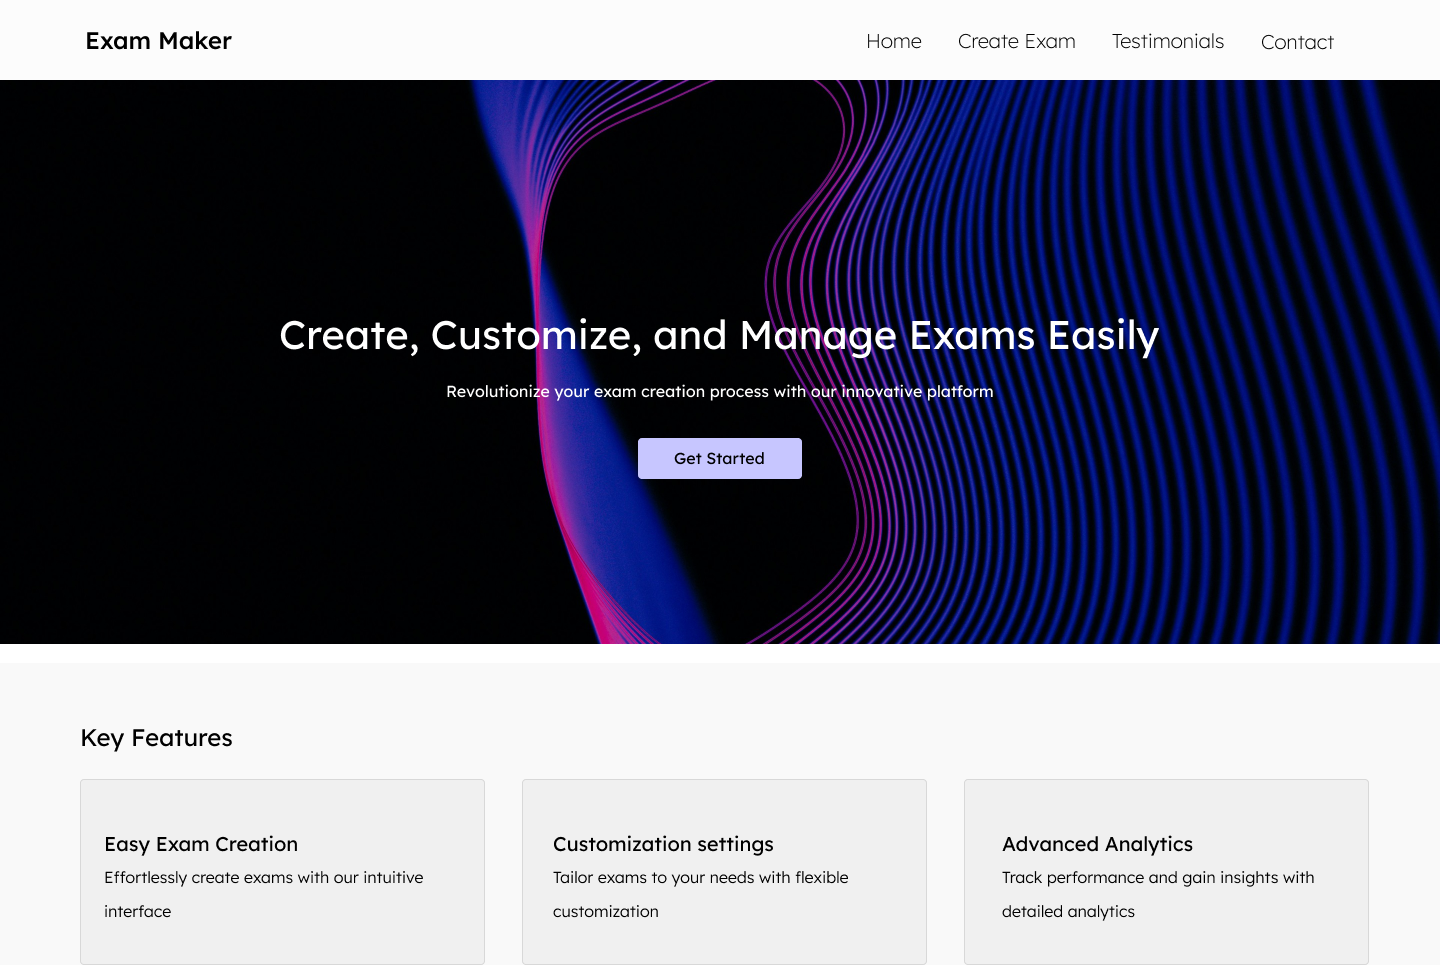 Exam Maker
Home
Create Exam
Testimonials
Contact
Create, Customize, and Manage Exams Easily
Revolutionize your exam creation process with our innovative platform
Get Started
Key Features
Easy Exam Creation
Effortlessly create exams with our intuitive
interface
Customization settings
Tailor exams to your needs with flexible
customization
Advanced Analytics
Track performance and gain insights with
detailed analytics